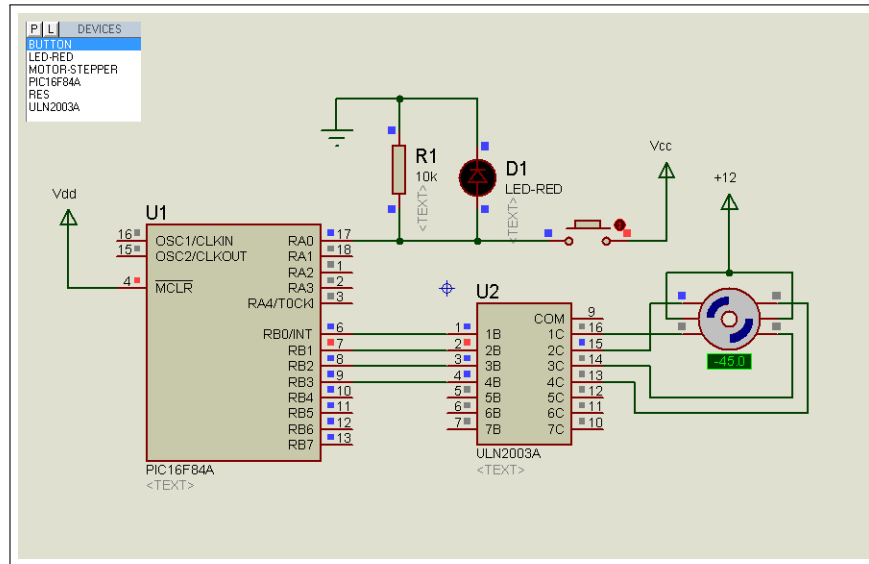 P L DEVICES
BUTTON
LED-RED
MOTOR-STEPPER
PIC16F84A
RES
ULN2003A
R1
10k
<TEXT>
D1
LED-RED
<TEXT>
Vcc
+12
Vdd
U1
16 OSC1/CLKIN RA0 17
15 OSC2/CLKOUT RA1 18
RA2 1
4 MCLR RA3 2
RA4/T0CKI 3
RB0/INT 6
RB1 7
RB2 8
RB3 9
RB4 10
RB5 11
RB6 12
RB7 13
PIC16F84A
<TEXT>
U2
COM 9
1 1B 1C 16
2 2B 2C 15
3 3B 3C 14
4 4B 4C 13
5 5B 5C 12
6 6B 6C 11
7 7B 7C 10
ULN2003A
<TEXT>
-45.0